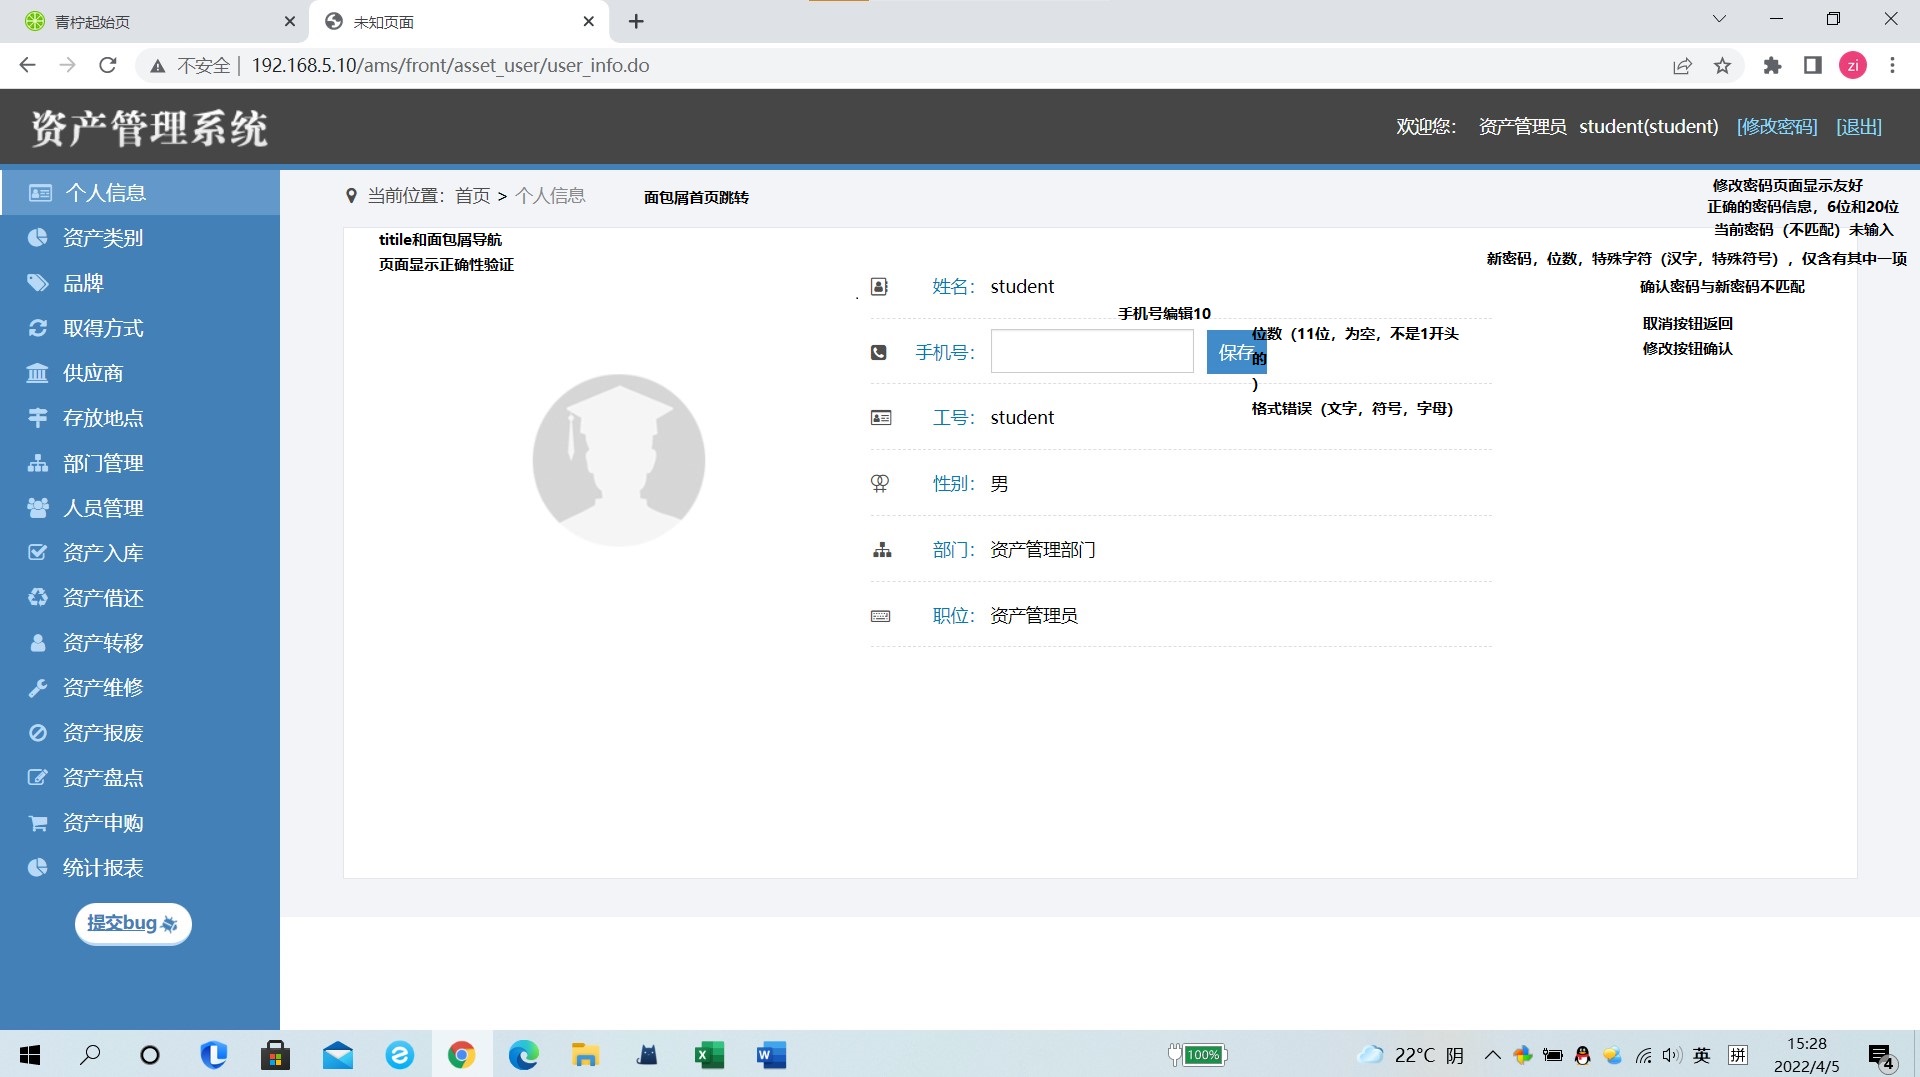 青柠起始页
未知页面
不安全 192.168.5.10/ams/front/asset_user/user_info.do
zi
资产管理系统
欢迎您： 资产管理员 student(student) [修改密码] [退出]
个人信息
资产类别
品牌
取得方式
供应商
存放地点
部门管理
人员管理
资产入库
资产借还
资产转移
资产维修
资产报废
资产盘点
资产申购
统计报表
提交bug
当前位置：首页 > 个人信息
面包屑首页跳转
titile和面包屑导航
页面显示正确性验证
姓名： student
手机号编辑10
手机号：
保存
位数（11位，为空，不是1开头
的
）
格式错误（文字，符号，字母）
工号： student
性别： 男
部门： 资产管理部门
职位： 资产管理员
修改密码页面显示友好
正确的密码信息，6位和20位
当前密码（不匹配）未输入
新密码，位数，特殊字符（汉字，特殊符号），仅含有其中一项
确认密码与新密码不匹配
取消按钮返回
修改按钮确认
100%
22°C 阴
英
拼
15:28
2022/4/5
4